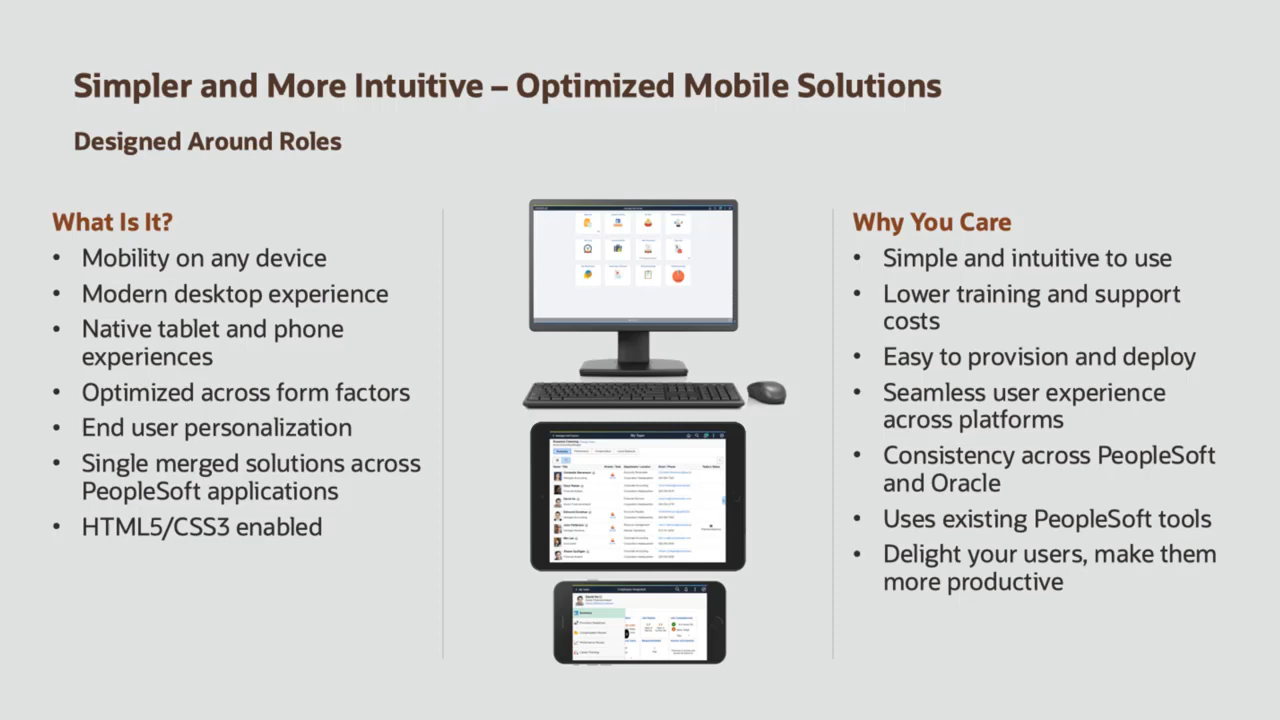 Simpler and More Intuitive – Optimized Mobile Solutions
Designed Around Roles
What Is It?
• Mobility on any device
• Modern desktop experience
• Native tablet and phone
experiences
• Optimized across form factors
• End user personalization
• Single merged solutions across
PeopleSoft applications
• HTML5/CSS3 enabled
My Team
Why You Care
• Simple and intuitive to use
• Lower training and support
costs
• Easy to provision and deploy
• Seamless user experience
across platforms
• Consistency across PeopleSoft
and Oracle
• Uses existing PeopleSoft tools
• Delight your users, make them
more productive